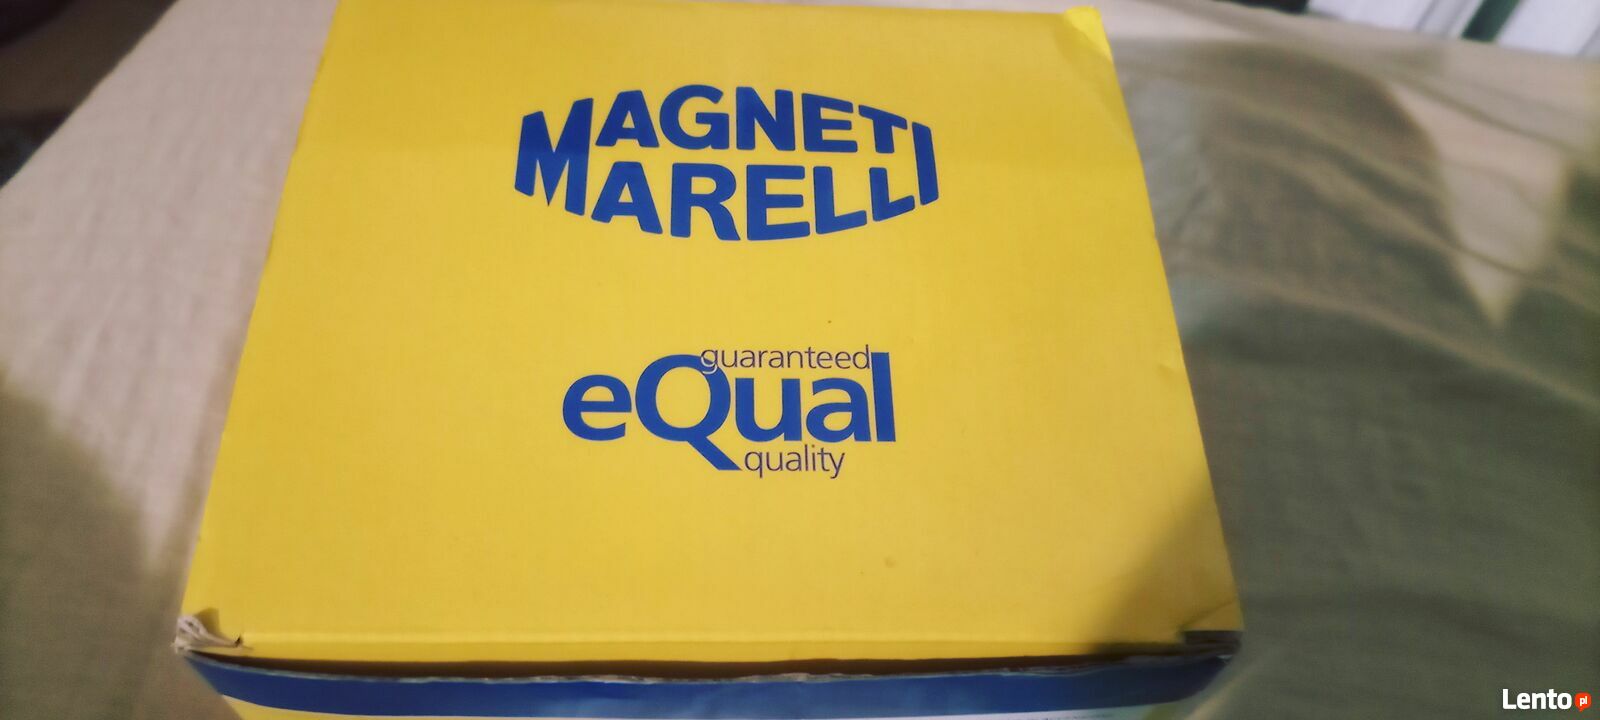 MAGNETI
MARELLI
guaranteed
eQual
quality
Lento pl